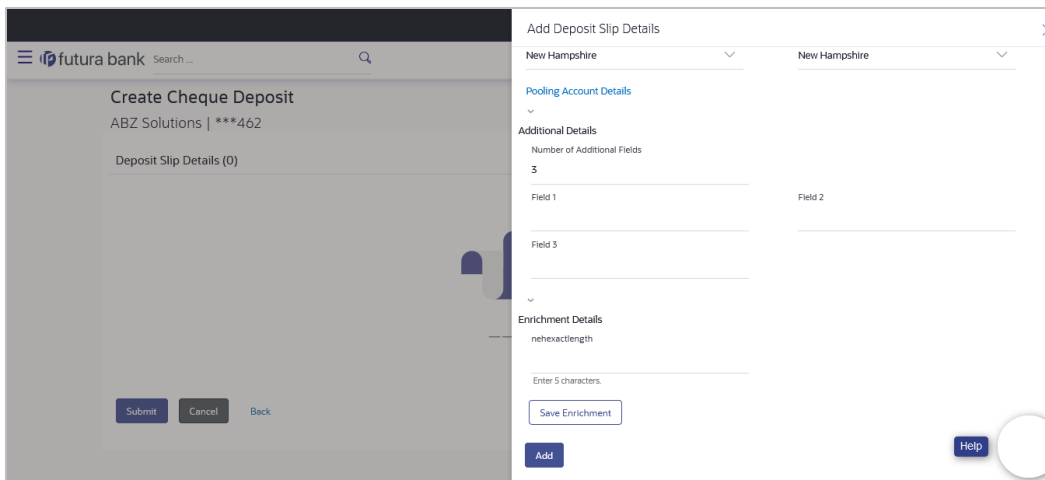 Add Deposit Slip Details
futura bank Search ...
New Hampshire New Hampshire
Create Cheque Deposit
ABZ Solutions | ***462
Deposit Slip Details (0)
Submit Cancel Back
Pooling Account Details
Additional Details
Number of Additional Fields
3
Field 1 Field 2
Field 3
Enrichment Details
nehexactlength
Enter 5 characters.
Save Enrichment
Add
Help